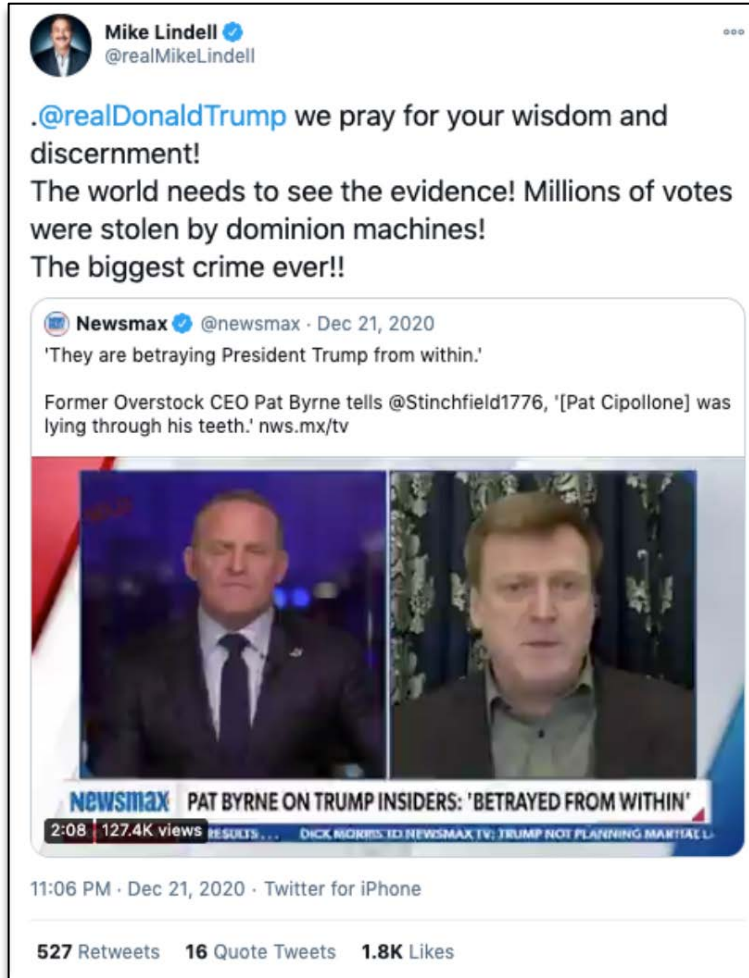 Mike Lindell
@realMikeLindell
.@realDonaldTrump we pray for your wisdom and
discernment!
The world needs to see the evidence! Millions of votes
were stolen by dominion machines!
The biggest crime ever!!
Newsmax @newsmax · Dec 21, 2020
'They are betraying President Trump from within.'
Former Overstock CEO Pat Byrne tells @Stinchfield1776, '[Pat Cipollone] was
lying through his teeth.' nws.mx/tv
newsmax PAT BYRNE ON TRUMP INSIDERS: 'BETRAYED FROM WITHIN'
2:08 127.4K views RESULTS... DICK MORRIS TO NEWSMAX TV: TRUMP NOT PLANNING MARTIAL L
11:06 PM · Dec 21, 2020 · Twitter for iPhone
527 Retweets 16 Quote Tweets 1.8K Likes